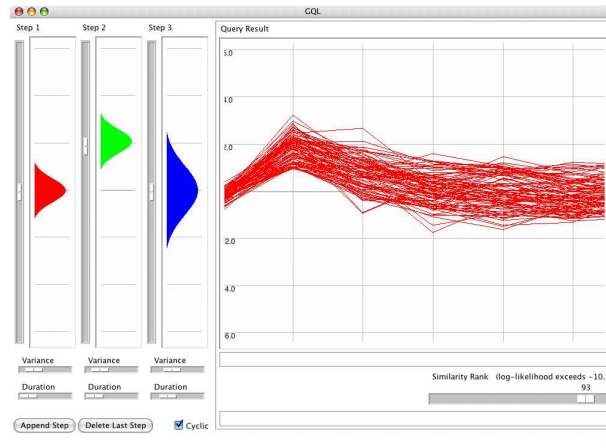 GQL
Step 1
Step 2
Step 3
Query Result
2.0
2.0
4.0
6.0
Variance
Variance
Variance
Duration
Duration
Duration
Similarity Rank (log-likelihood exceeds -10.
93
Append Step
Delete Last Step
Cyclic